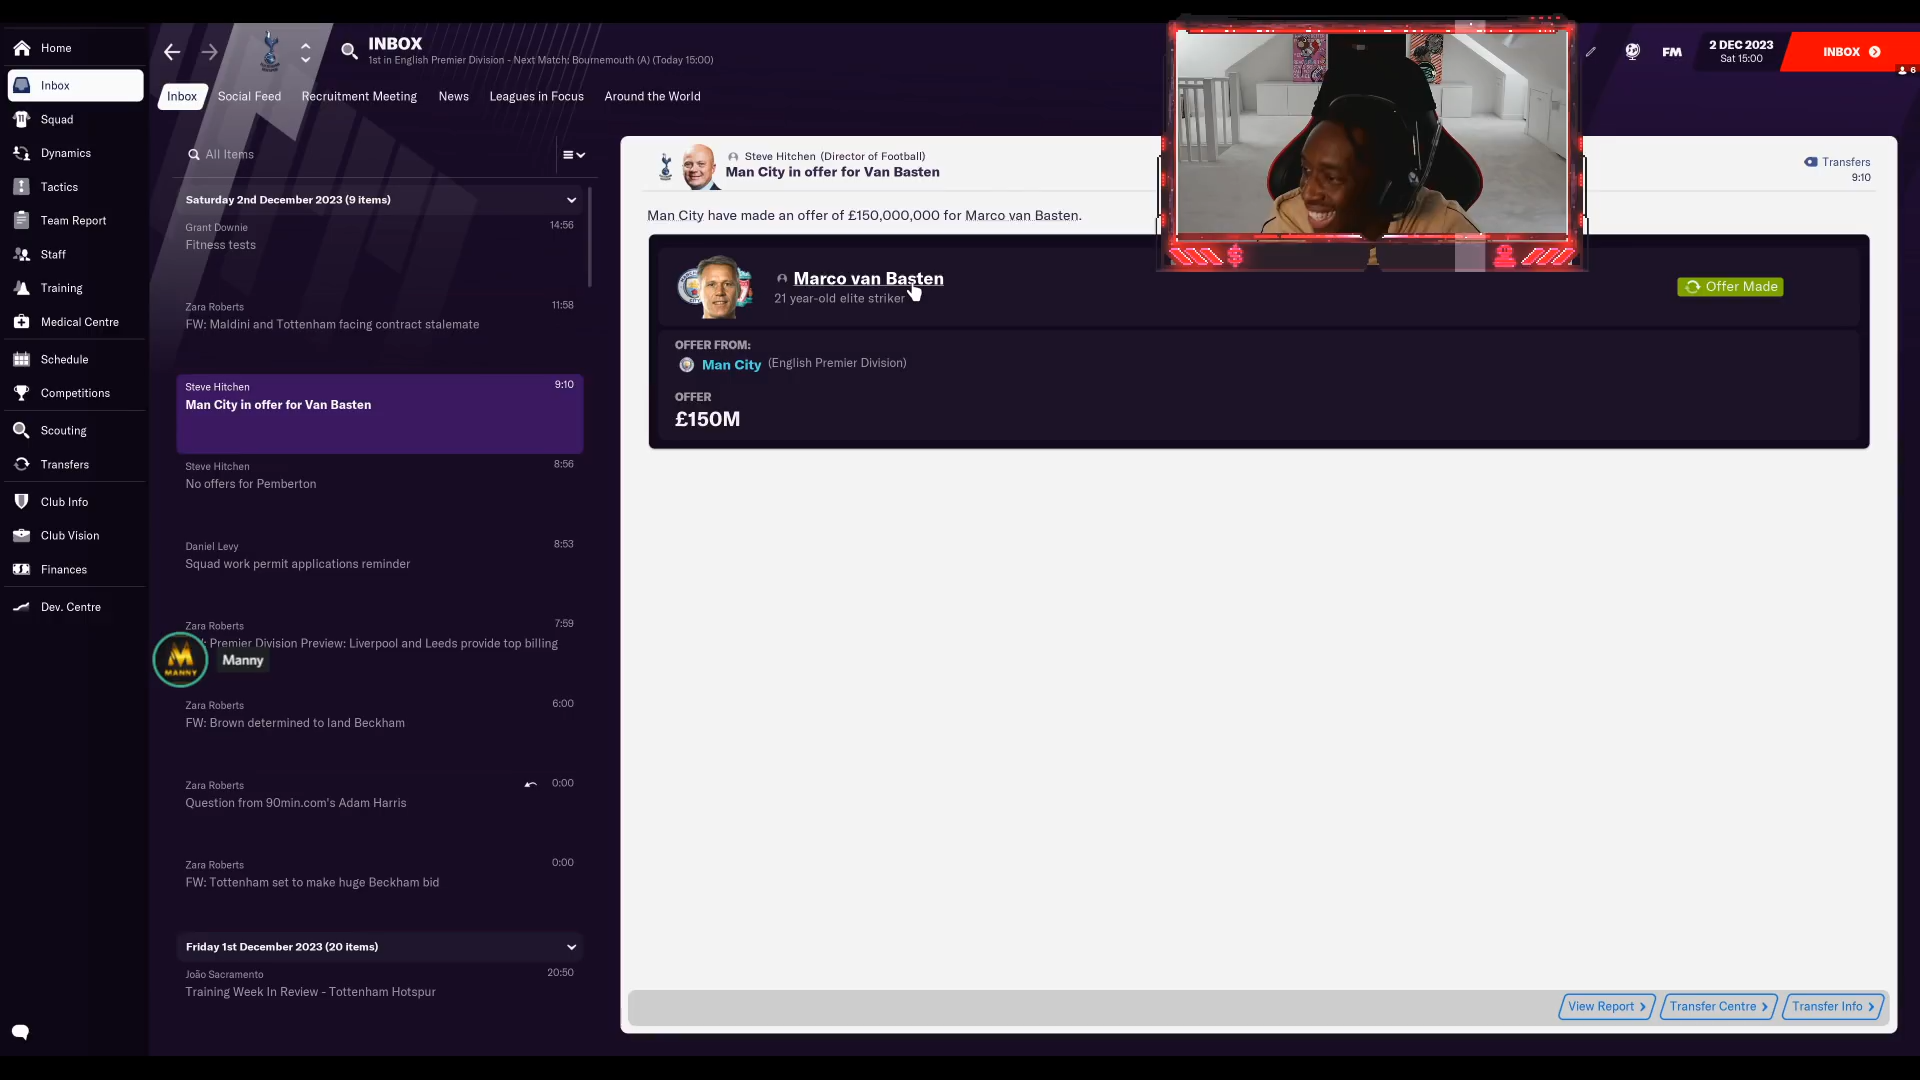 Home
Inbox
Squad
Dynamics
Tactics
Team Report
Staff
Training
Medical Centre
Schedule
Competitions
Scouting
Transfers
Club Info
Club Vision
Finances
Dev. Centre
INBOX
1st in English Premier Division - Next Match: Bournemouth (A) (Today 15:00)
FM
2 DEC 2023
Sat 15:00
INBOX
6
Inbox Social Feed Recruitment Meeting News Leagues in Focus Around the World
All Items
Saturday 2nd December 2023 (9 items)
Grant Downie 14:56
Fitness tests
Zara Roberts 11:58
FW: Maldini and Tottenham facing contract stalemate
Steve Hitchen 9:10
Man City in offer for Van Basten
Steve Hitchen 8:56
No offers for Pemberton
Daniel Levy 8:53
Squad work permit applications reminder
Zara Roberts 7:59
Premier Division Preview: Liverpool and Leeds provide top billing
MANNY
Manny
Zara Roberts 6:00
FW: Brown determined to land Beckham
Zara Roberts 0:00
Question from 90min.com's Adam Harris
Zara Roberts 0:00
FW: Tottenham set to make huge Beckham bid
Friday 1st December 2023 (20 items)
João Sacramento 20:50
Training Week In Review - Tottenham Hotspur
Steve Hitchen (Director of Football)
Man City in offer for Van Basten
Transfers
9:10
Man City have made an offer of £150,000,000 for Marco van Basten.
Marco van Basten
21 year-old elite striker
Offer Made
OFFER FROM:
Man City (English Premier Division)
OFFER
£150M
View Report
Transfer Centre
Transfer Info